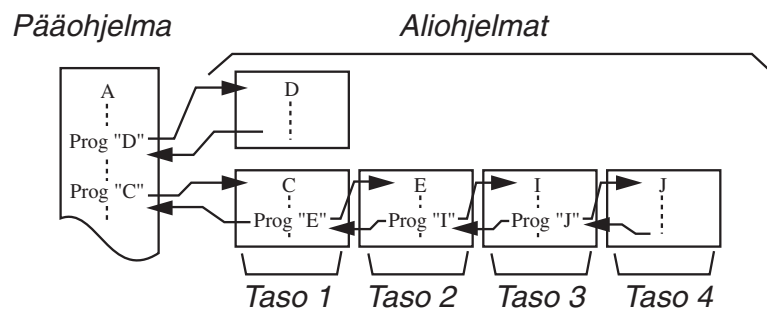 Pääohjelma Aliohjelmat
A D
Prog "D"
Prog "C" C E I J
Prog "E" Prog "I" Prog "J"
Taso 1 Taso 2 Taso 3 Taso 4